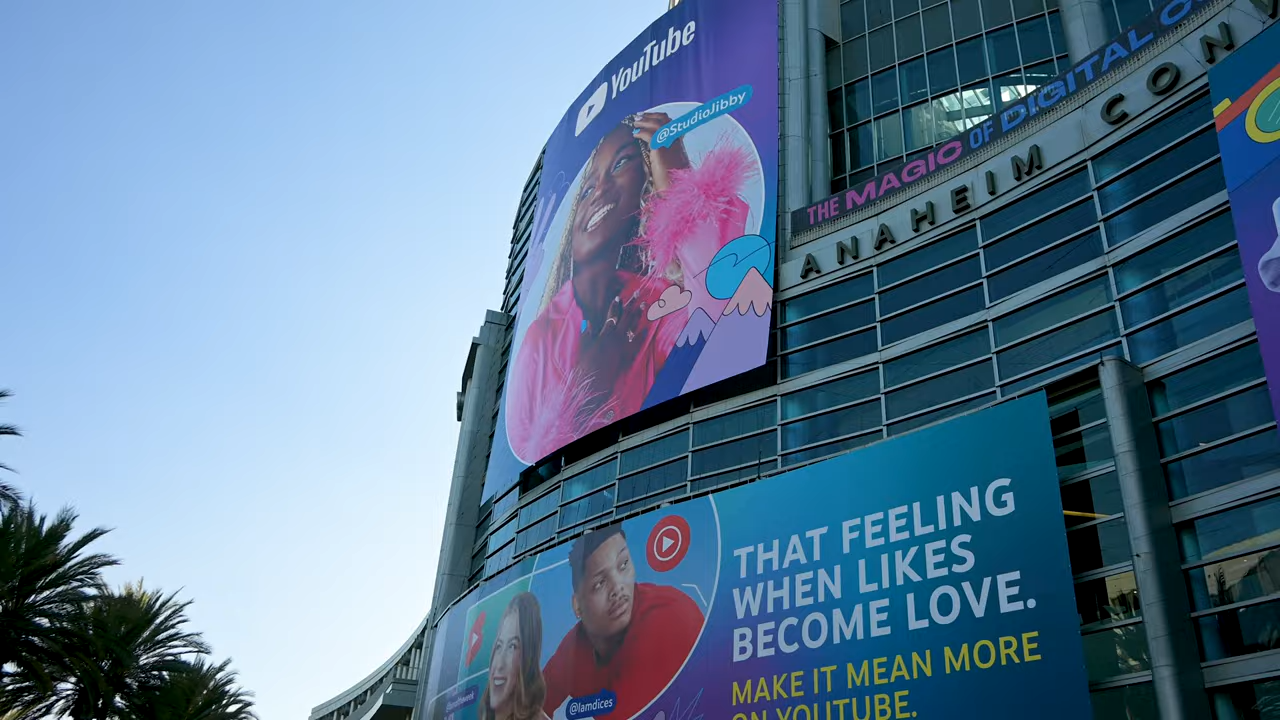 YouTube
@StudioJibby
THE MAGIC OF DIGITAL
ANAHEIM CON
THAT FEELING
WHEN LIKES
BECOME LOVE.
MAKE IT MEAN MORE
ON YOUTUBE.
@Iamdices